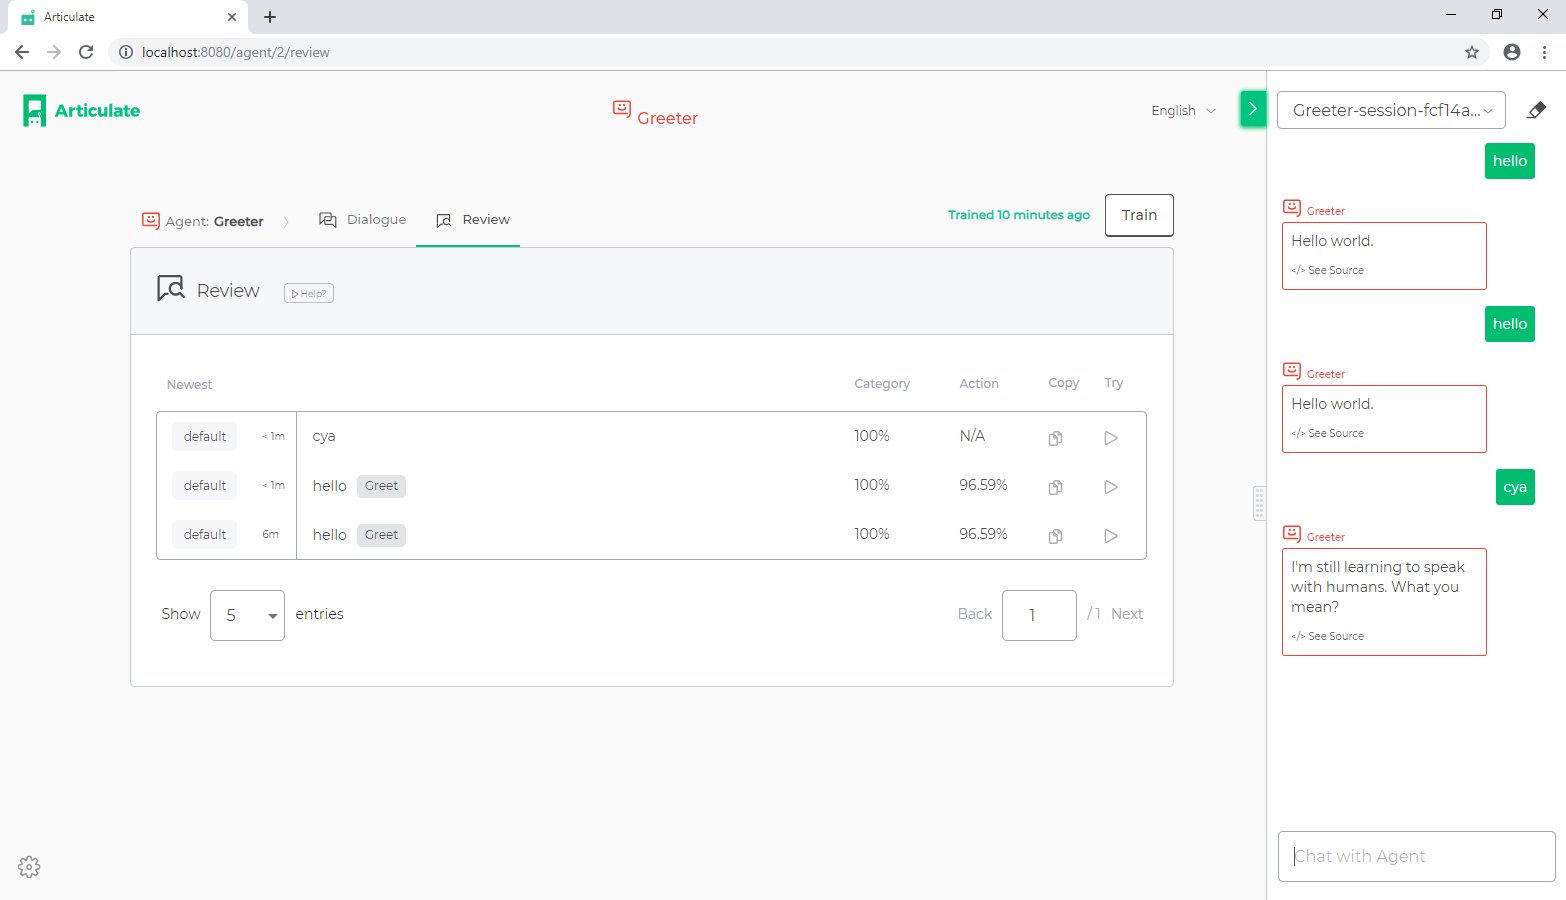 Articulate
localhost:8080/agent/2/review
Articulate
Greeter
English
Agent: Greeter
Dialogue
Review
Trained 10 minutes ago
Train
Review
Help?
Newest
Category
Action
Copy
Try
default < 1m cya 100% N/A
default < 1m hello Greet 100% 96.59%
default 6m hello Greet 100% 96.59%
Show 5 entries
Back 1 / 1 Next
Greeter-session-fcf14a...
hello
Greeter
Hello world.
</> See Source
hello
Greeter
Hello world.
</> See Source
cya
Greeter
I'm still learning to speak
with humans. What you
mean?
</> See Source
Chat with Agent